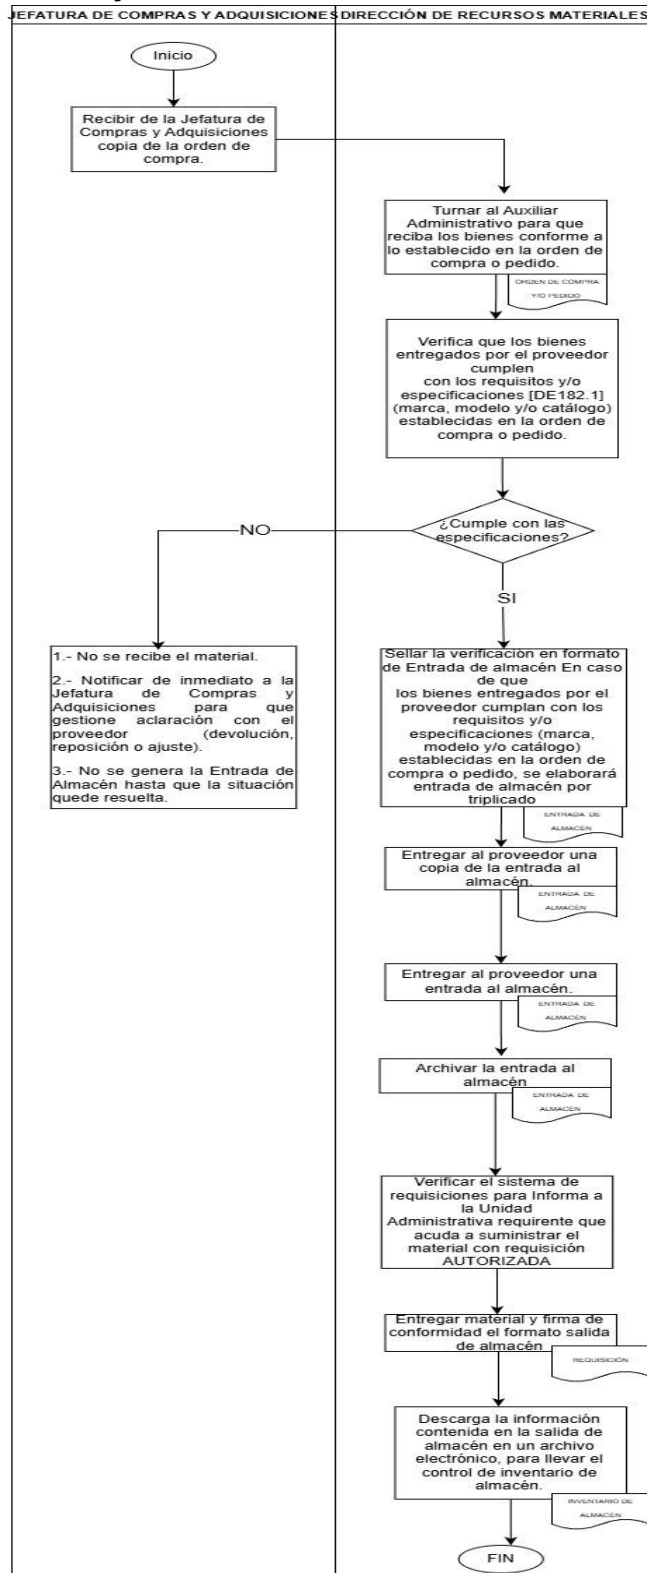 JEFATURA DE COMPRAS Y ADQUISICIONES
DIRECCIÓN DE RECURSOS MATERIALES
Inicio
Recibir de la Jefatura de
Compras y Adquisiciones
copia de la orden de
compra.
Turnar al Auxiliar
Administrativo para que
reciba los bienes conforme a
lo establecido en la orden de
compra o pedido.
ORDEN DE COMPRA
Y/O PEDIDO
Verifica que los bienes
entregados por el proveedor
cumplen
con los requisitos y/o
especificaciones [DE182.1]
(marca, modelo y/o catálogo)
establecidas en la orden de
compra o pedido.
¿Cumple con las
especificaciones?
NO
SI
1.- No se recibe el material.
2.- Notificar de inmediato a la
Jefatura de Compras y
Adquisiciones para que
gestione aclaración con el
proveedor (devolución,
reposición o ajuste).
3.- No se genera la Entrada de
Almacén hasta que la situación
quede resuelta.
Sellar la verificación en formato
de Entrada de almacén En caso
de que
los bienes entregados por el
proveedor cumplan con los
requisitos y/o
especificaciones (marca,
modelo y/o catálogo)
establecidas en la orden de
compra o pedido, se elaborará
entrada de almacén por
triplicado
ENTRADA DE
ALMACÉN
Entregar al proveedor una
copia de la entrada al
almacén.
ENTRADA DE
ALMACÉN
Entregar al proveedor una
entrada al almacén.
ENTRADA DE
ALMACÉN
Archivar la entrada al
almacén
ENTRADA DE
ALMACÉN
Verificar el sistema de
requisiciones para Informa a
la Unidad
Administrativa requirente que
acuda a suministrar el
material con requisición
AUTORIZADA
Entregar material y firma de
conformidad el formato salida
de almacén
REQUISICIÓN
Descarga la información
contenida en la salida de
almacén en un archivo
electrónico, para llevar el
control de inventario de
almacén.
INVENTARIO DE
ALMACÉN
FIN